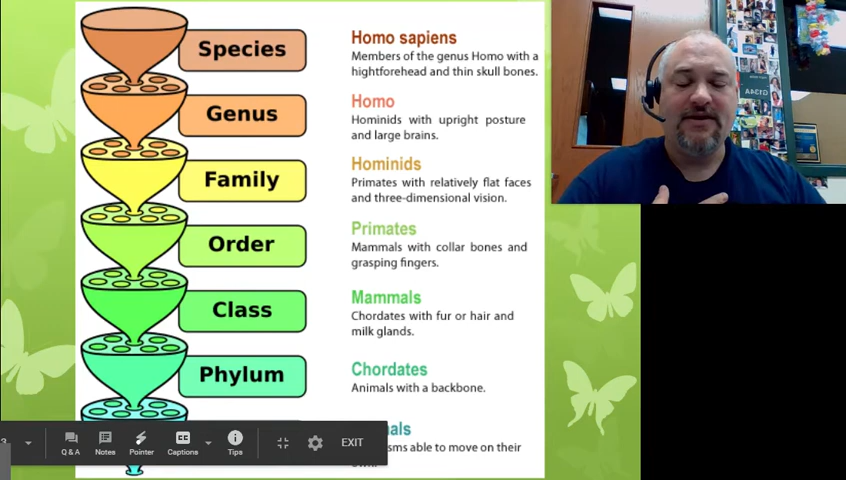 Species
Homo sapiens
Members of the genus Homo with a
hightforehead and thin skull bones.
Genus
Homo
Hominids with upright posture
and large brains.
Family
Hominids
Primates with relatively flat faces
and three-dimensional vision.
Order
Primates
Mammals with collar bones and
grasping fingers.
Class
Mammals
Chordates with fur or hair and
milk glands.
Phylum
Chordates
Animals with a backbone.
able to move on their
3
Q & A
Notes
Pointer
Captions
Tips
EXIT